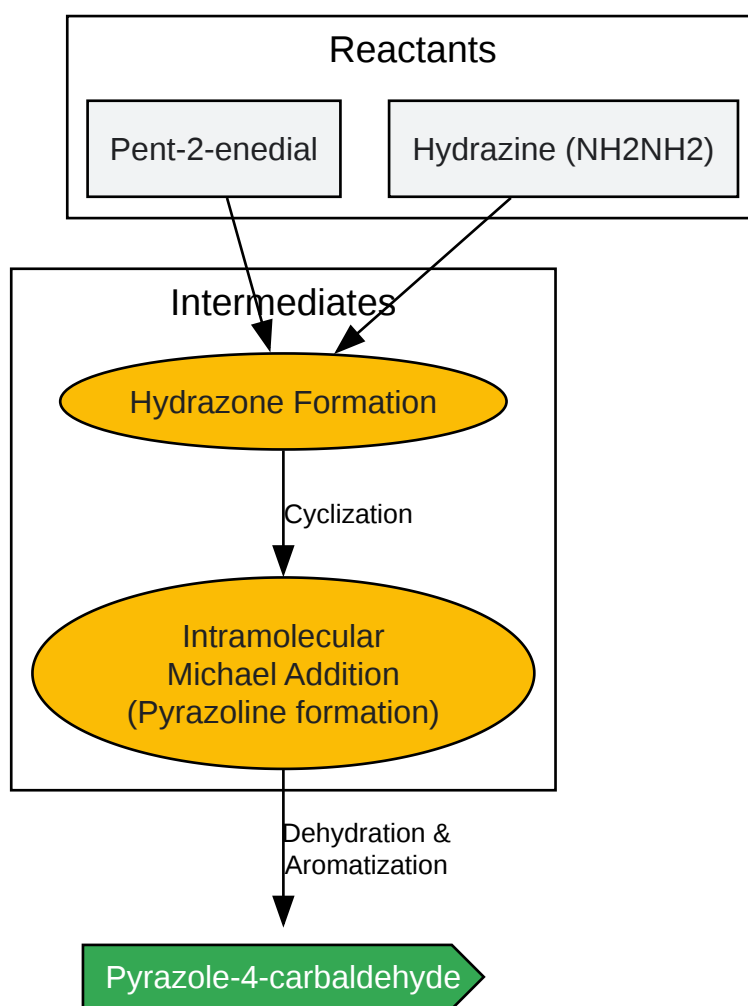 Reactants
Pent-2-enedial
Hydrazine (NH2NH2)
Intermediates
Hydrazone Formation
Cyclization
Intramolecular
Michael Addition
(Pyrazoline formation)
Dehydration &
Aromatization
Pyrazole-4-carbaldehyde